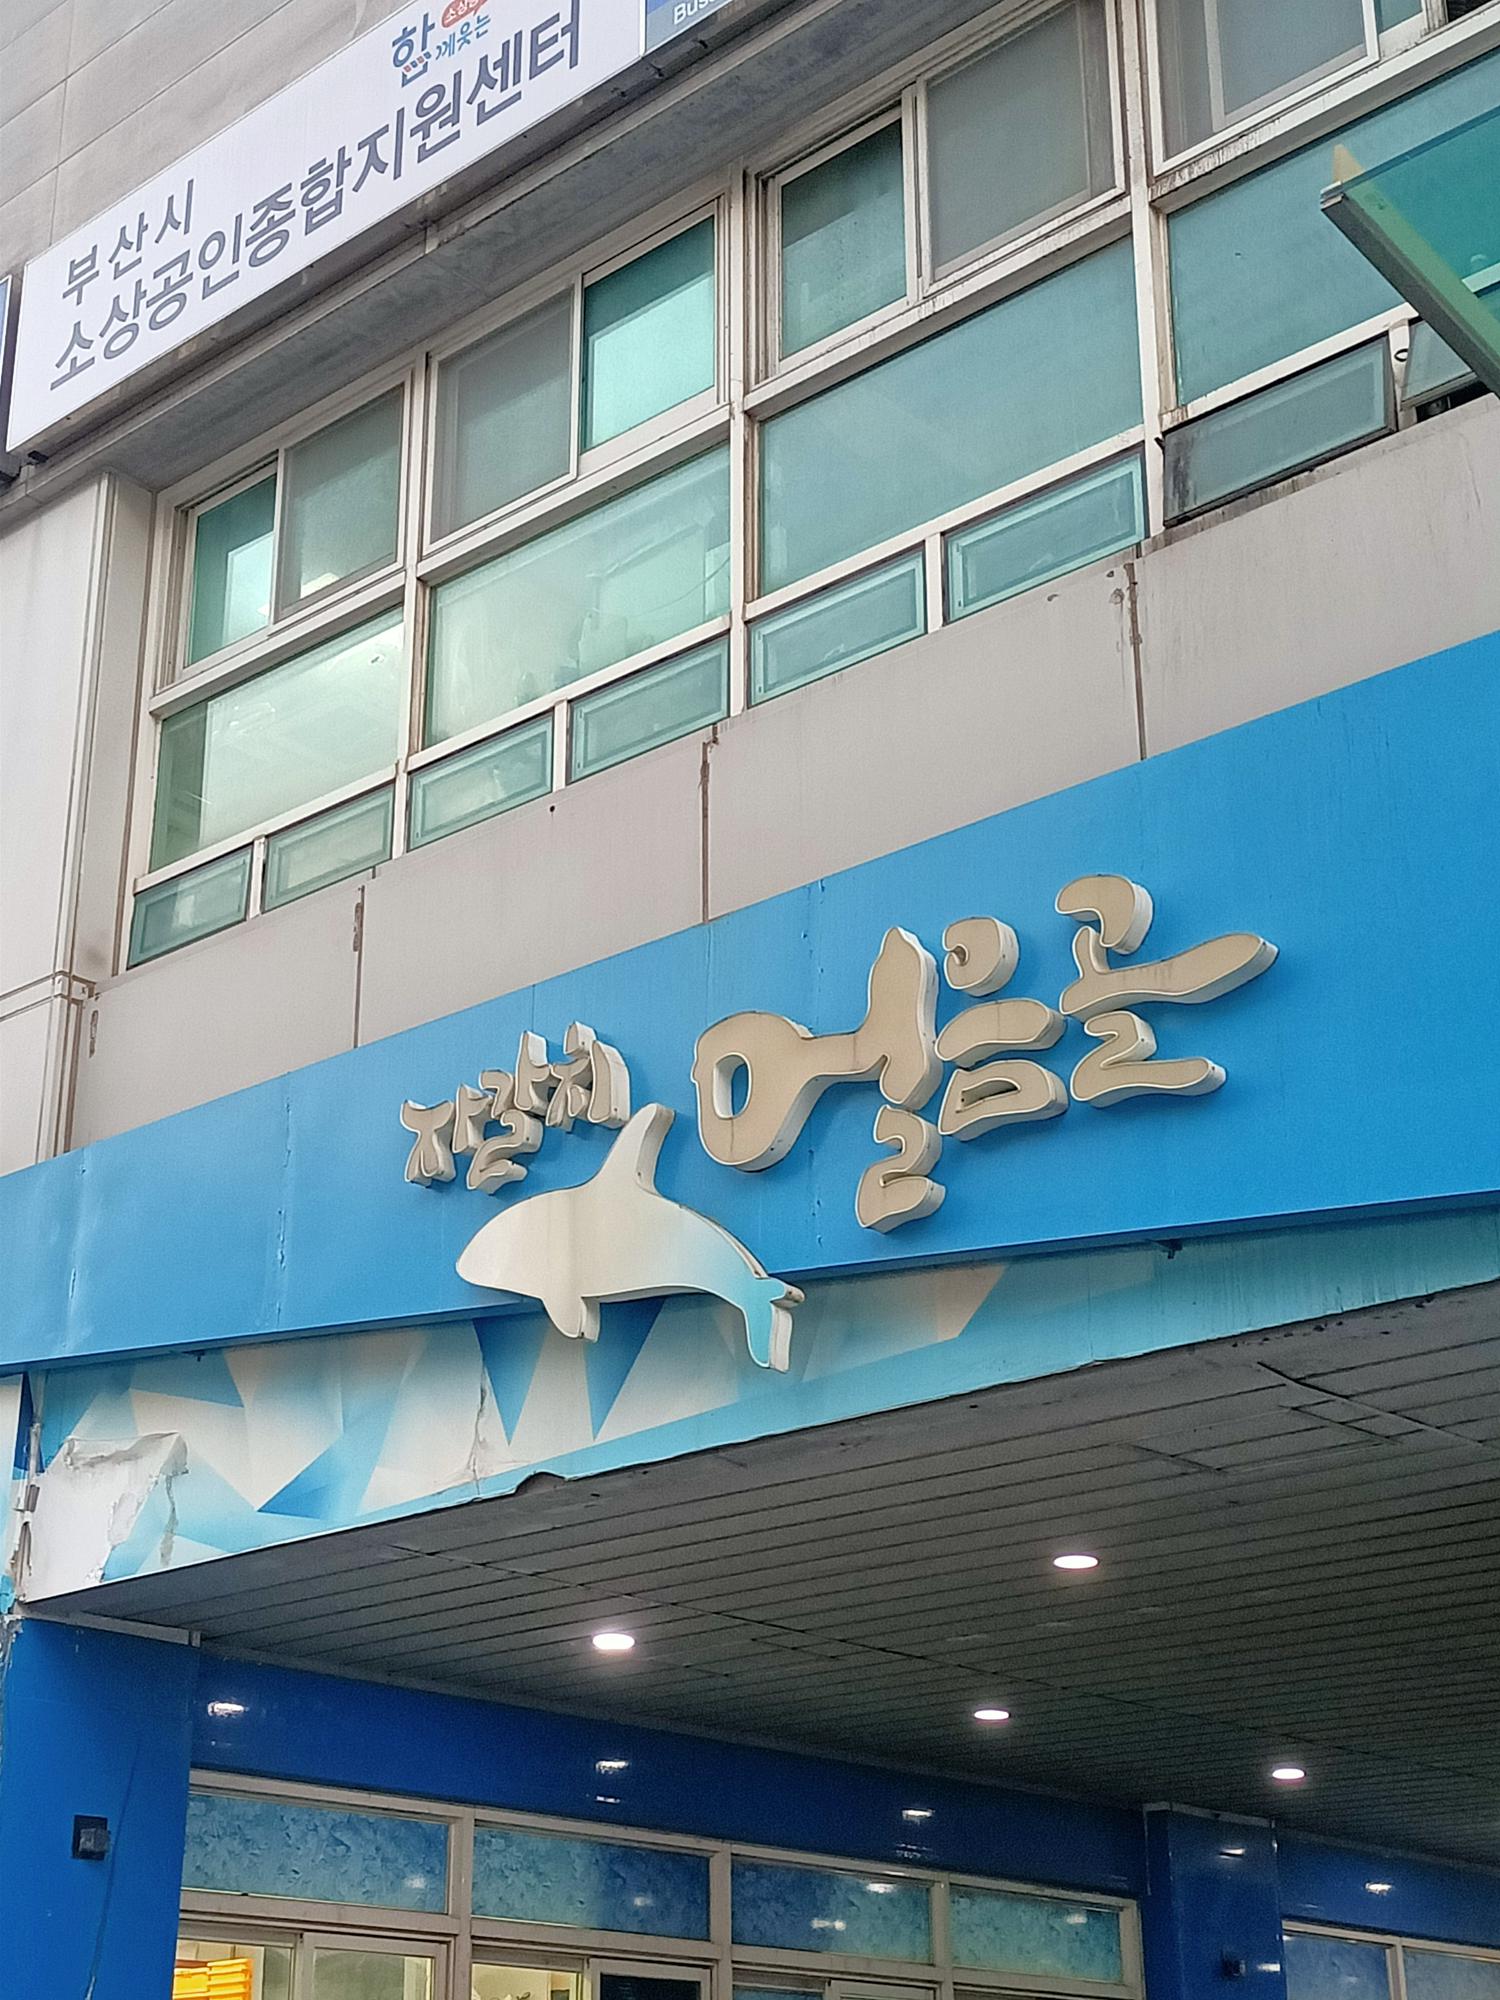 함께웃는
부산시
소상공인종합지원센터
자갈치 얼음골